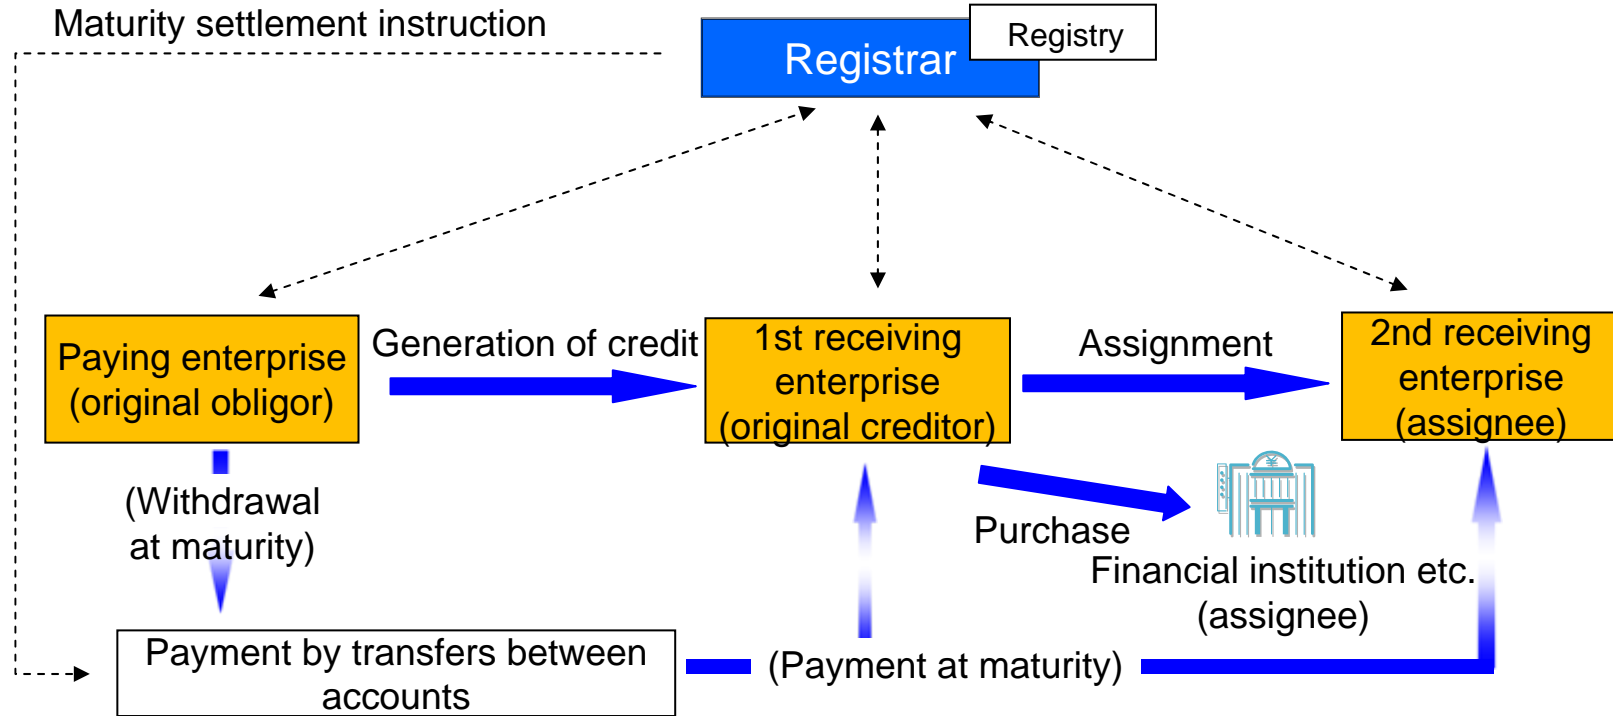 Maturity settlement instruction
Registrar
Registry
Paying enterprise
(original obligor)
Generation of credit
1st receiving
enterprise
(original creditor)
Assignment
2nd receiving
enterprise
(assignee)
(Withdrawal
at maturity)
Purchase
¥
Financial institution etc.
(assignee)
Payment by transfers between
accounts
(Payment at maturity)